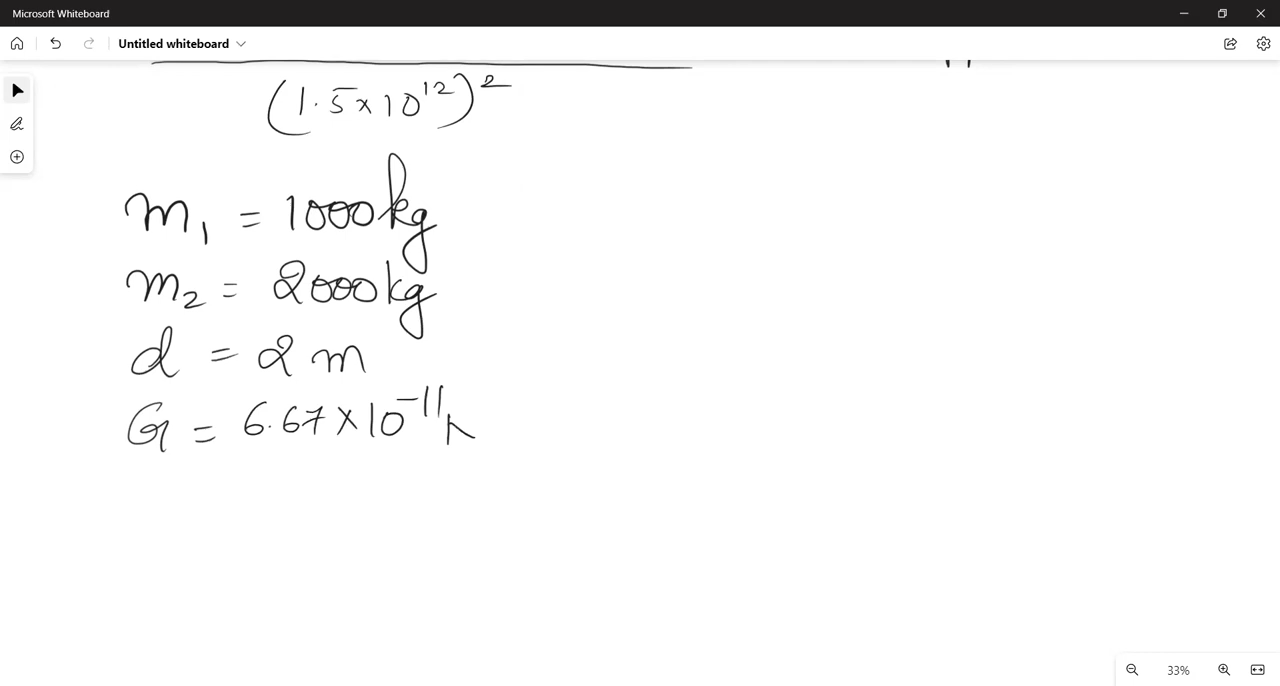 Microsoft Whiteboard
Untitled whiteboard
(1.5×10¹²)²
m₁ = 1000kg
m₂ = 2000kg
d = 2 m
G = 6.67×10⁻¹¹
33%